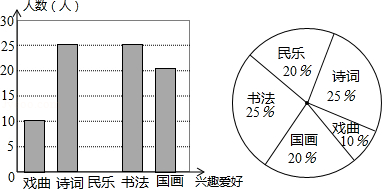 人数（人）
30
25
20
15
10
5
0
戏曲 诗词 民乐 书法 国画 兴趣爱好
民乐
20%
诗词
25%
书法
25%
戏曲
10%
国画
20%